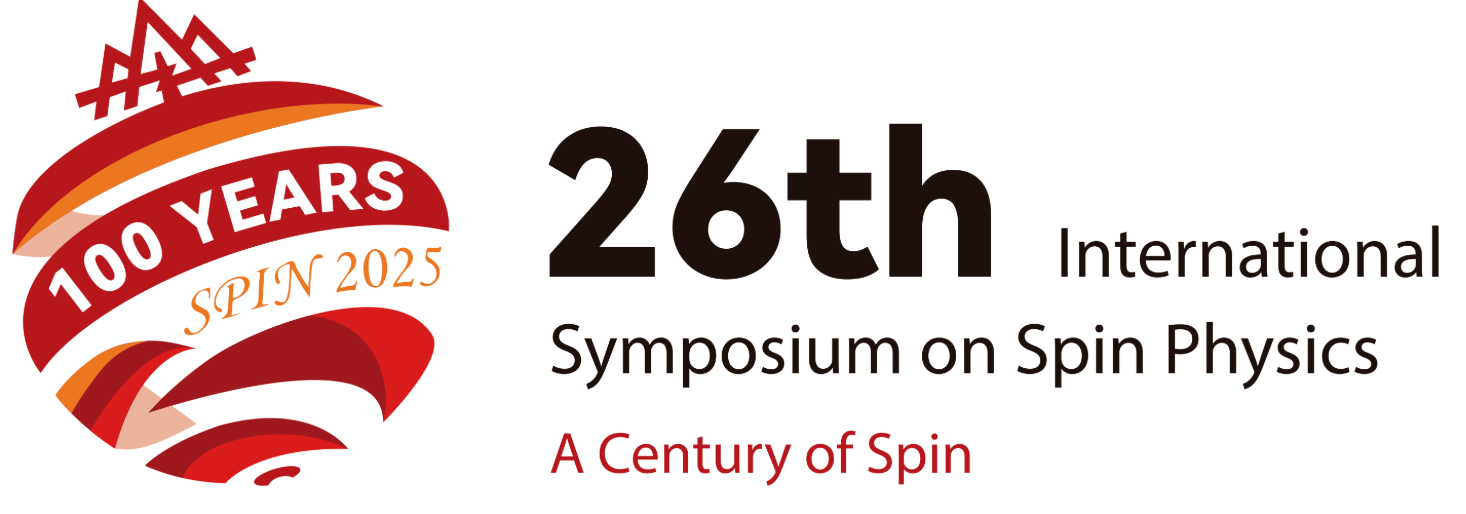 100 YEARS
SPIN 2025
26th International
Symposium on Spin Physics
A Century of Spin